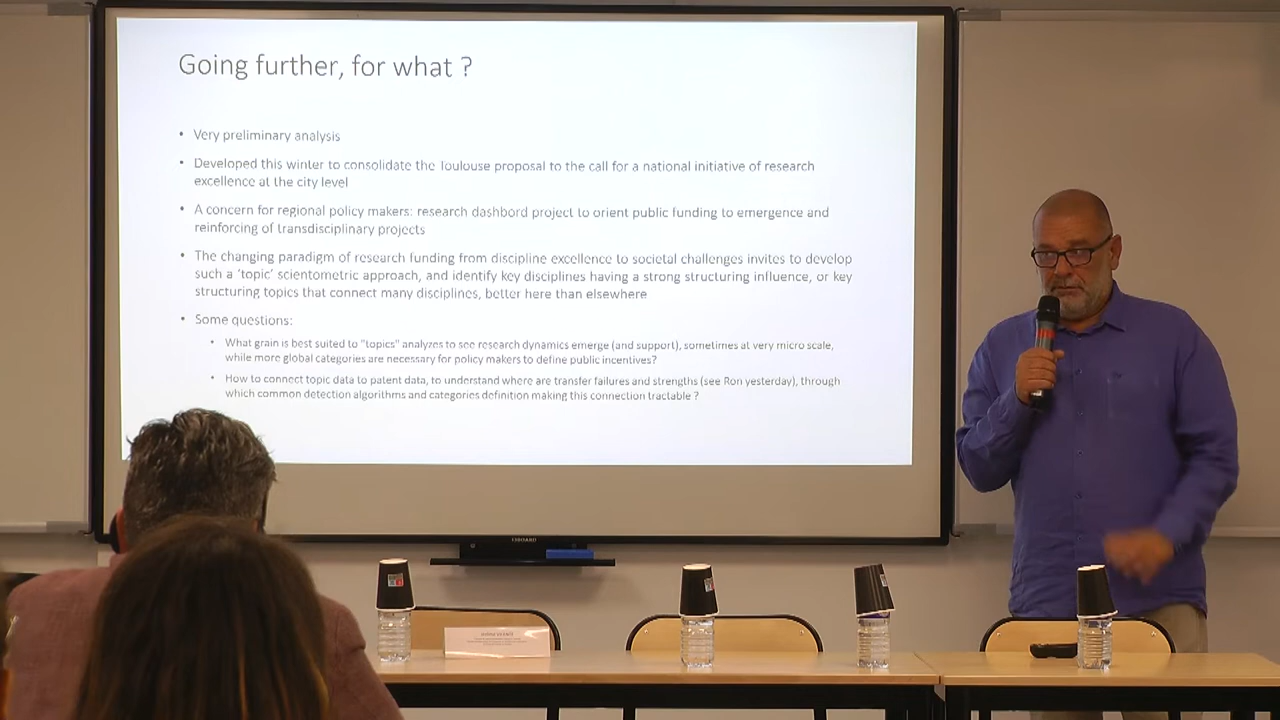 Going further, for what ?
• Very preliminary analysis
• Developed this winter to consolidate the Toulouse proposal to the call for a national initiative of research
excellence at the city level
• A concern for regional policy makers: research dashbord project to orient public funding to emergence and
reinforcing of transdisciplinary projects
• The changing paradigm of research funding from discipline excellence to societal challenges invites to develop
such a ‘topic’ scientometric approach, and identify key disciplines having a strong structuring influence, or key
structuring topics that connect many disciplines, better here than elsewhere
• Some questions:
• What grain is best suited to "topics" analyzes to see research dynamics emerge (and support), sometimes at very micro scale,
while more global categories are necessary for policy makers to define public incentives?
• How to connect topic data to patent data, to understand where are transfer failures and strengths (see Ron yesterday), through
which common detection algorithms and categories definition making this connection tractable ?